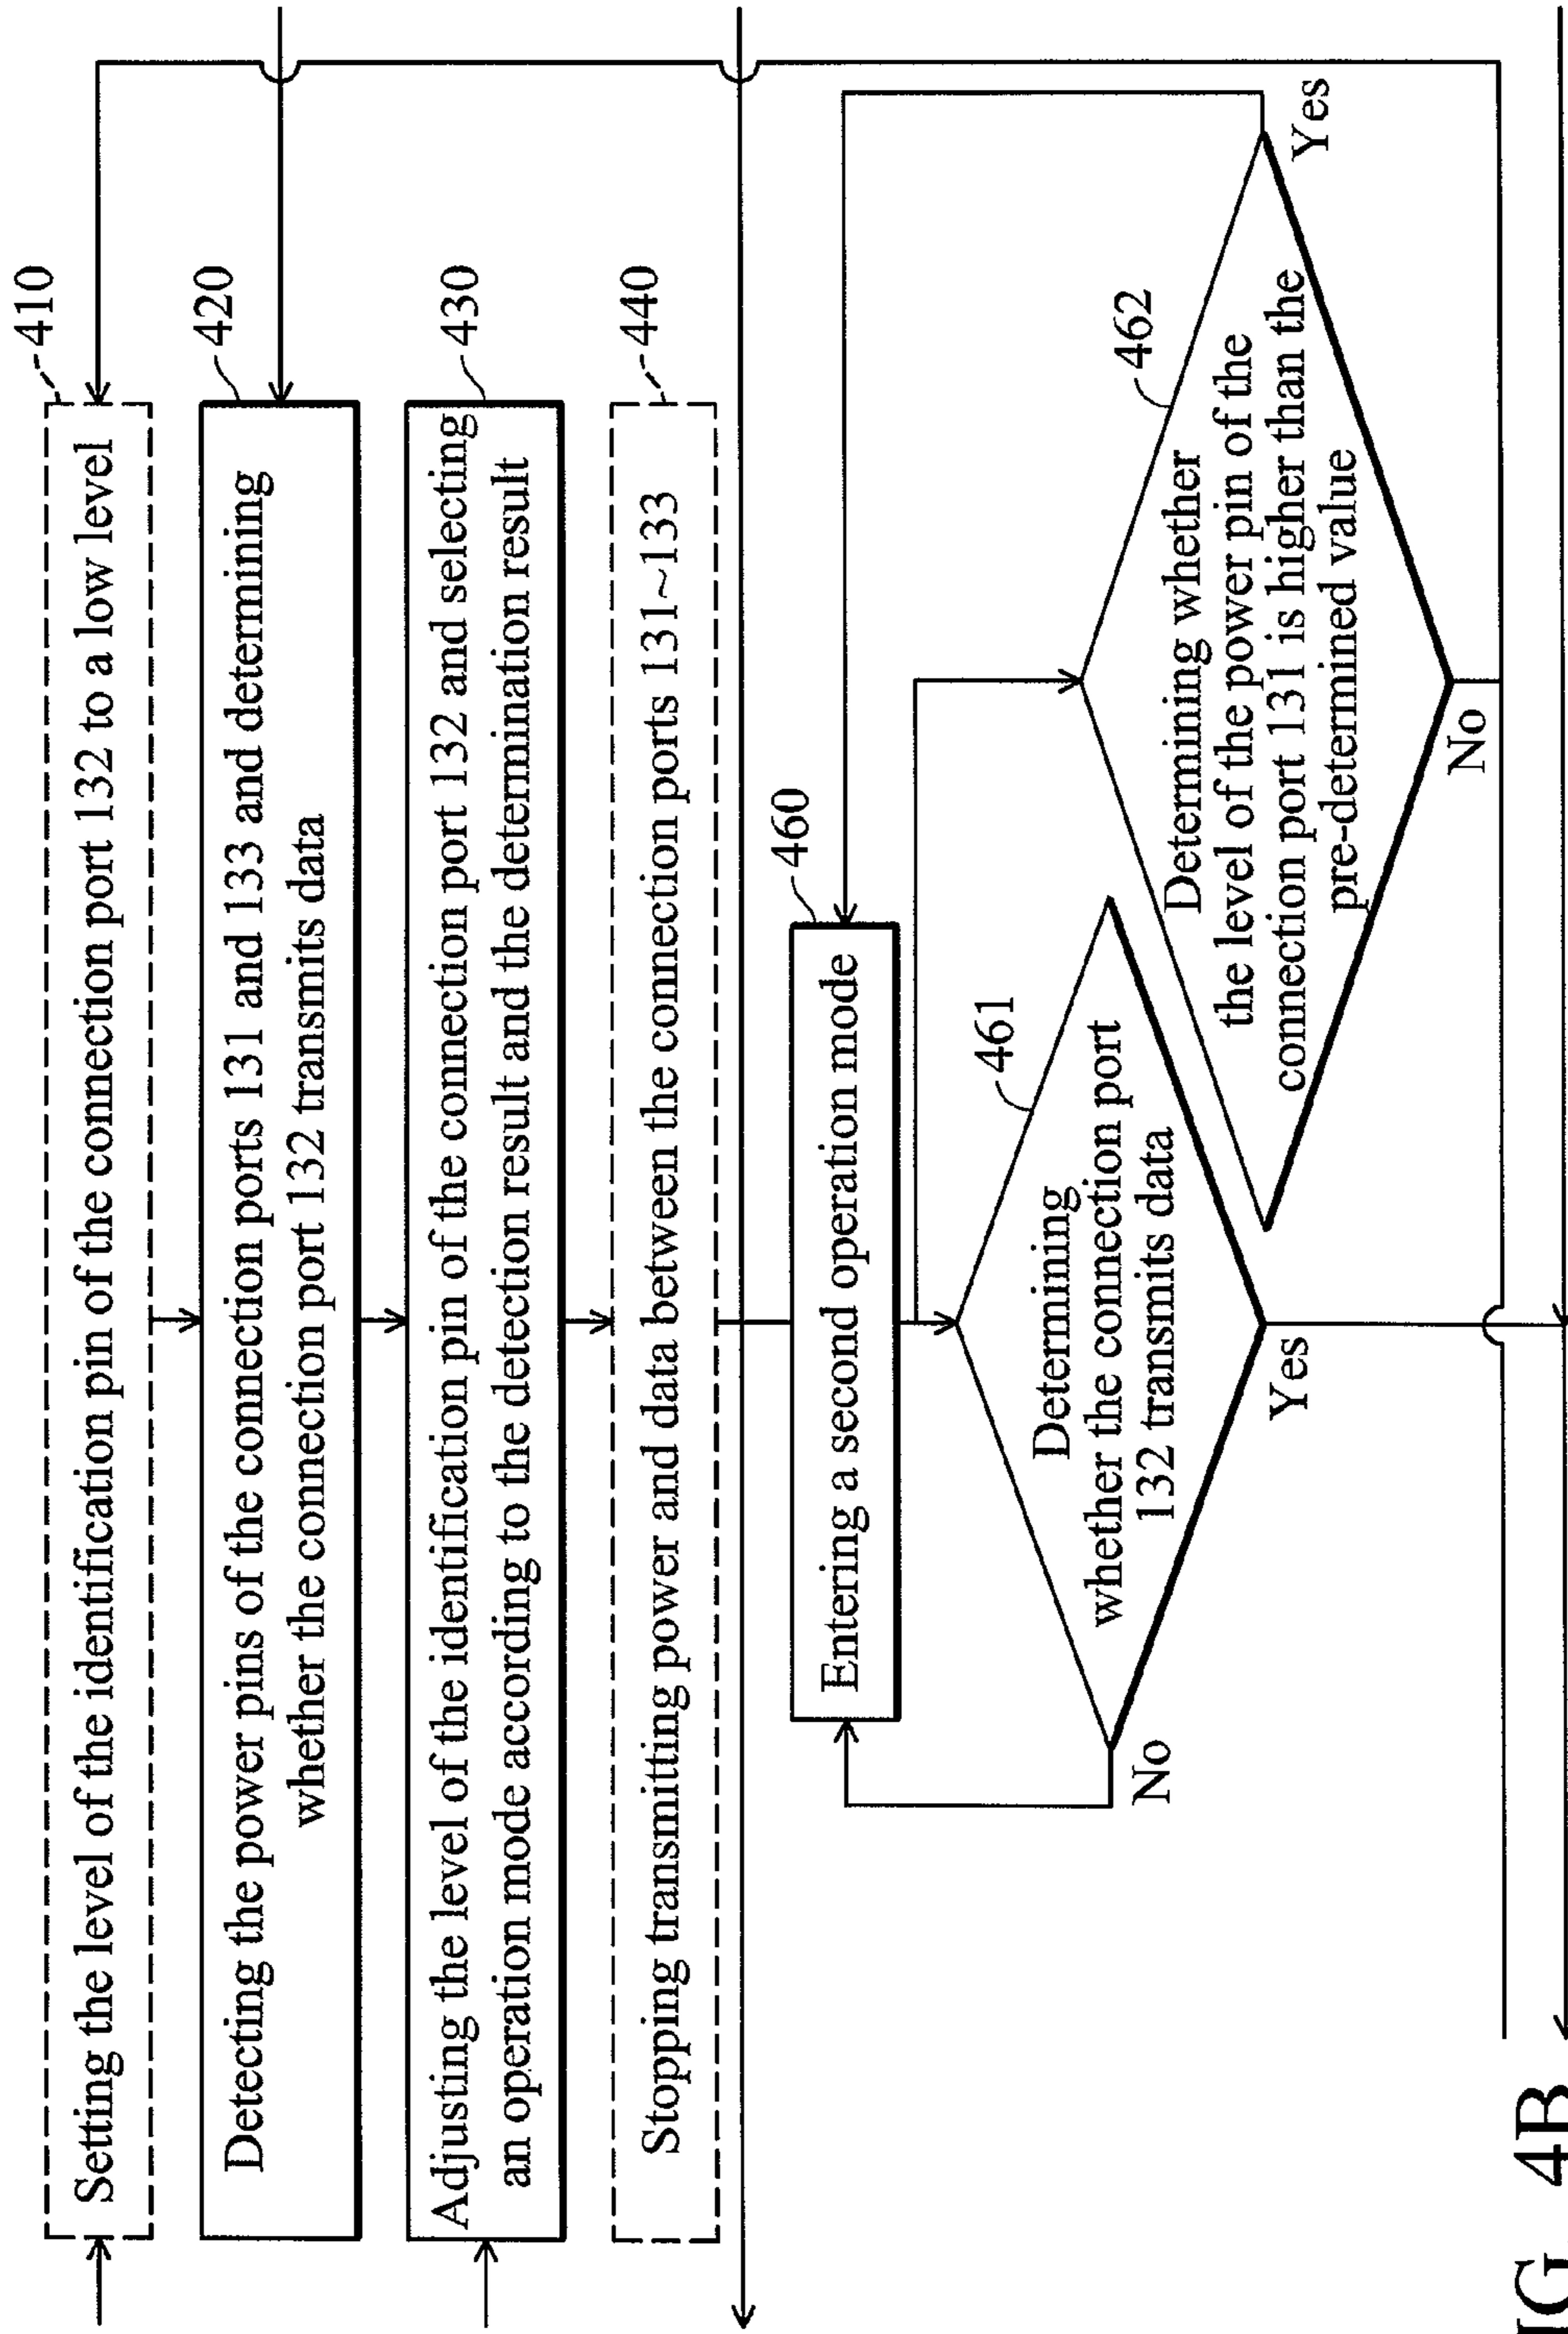 Setting the level of the identification pin of the connection port 132 to a low level
410
Detecting the power pins of the connection ports 131 and 133 and determining
whether the connection port 132 transmits data
420
Adjusting the level of the identification pin of the connection port 132 and selecting
an operation mode according to the detection result and the determination result
430
Stopping transmitting power and data between the connection ports 131~133
440
Entering a second operation mode
460
Determining
whether the connection port
132 transmits data
461
No
Yes
Determining whether
the level of the power pin of the
connection port 131 is higher than the
pre-determined value
462
Yes
No
IG. 4B